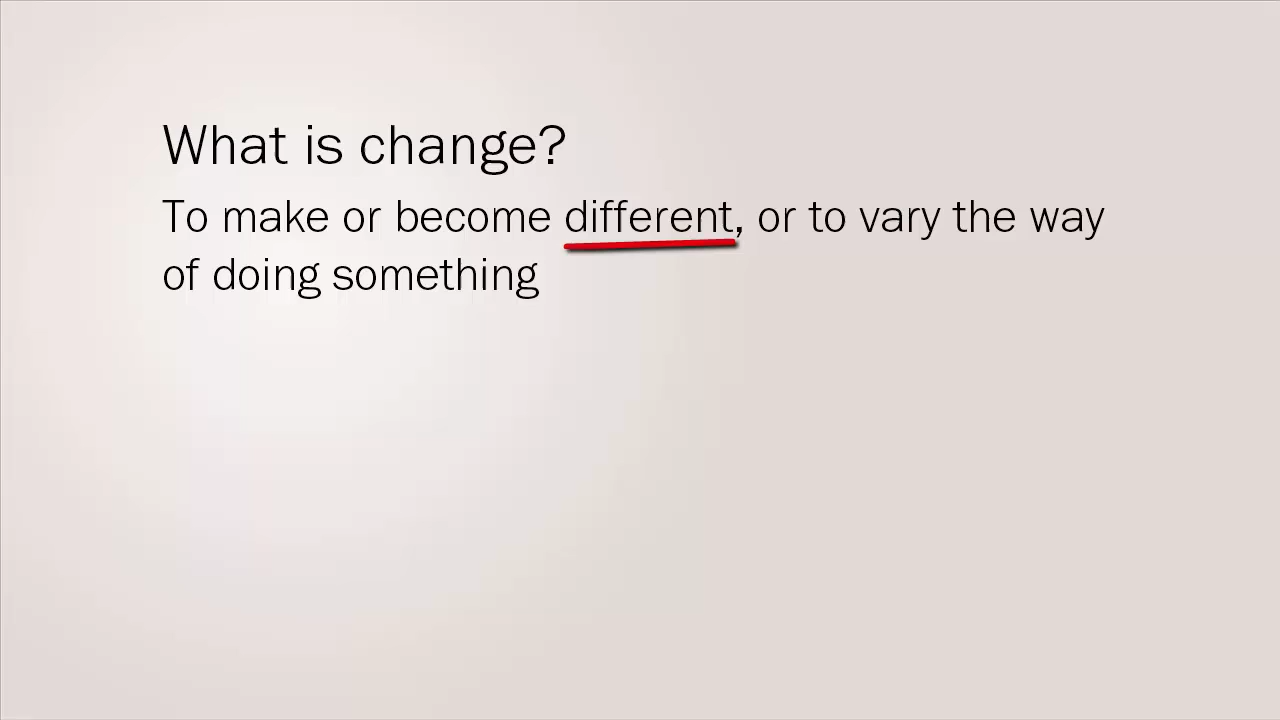 What is change?
To make or become different, or to vary the way
of doing something